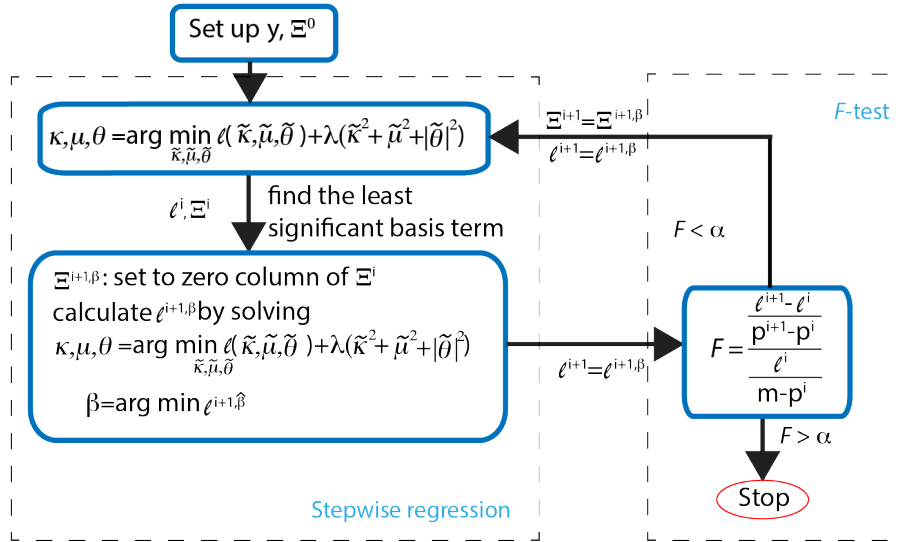 Set up y, Ξ⁰
κ,μ,θ =arg min ℓ( κ̃,μ̃,θ̃ )+λ(κ̃²+ μ̃²+|θ̃|²)
κ̃,μ̃,θ̃
ℓⁱ,Ξⁱ
find the least
significant basis term
Ξⁱ⁺¹,ᵝ: set to zero column of Ξⁱ
calculate ℓⁱ⁺¹,ᵝ by solving
κ,μ,θ =arg min ℓ( κ̃,μ̃,θ̃ )+λ(κ̃²+ μ̃²+|θ̃|²)
κ̃,μ̃,θ̃
β=arg min ℓ^{i+1,β̂}
Stepwise regression
Ξⁱ⁺¹=Ξⁱ⁺¹,ᵝ
ℓⁱ⁺¹=ℓⁱ⁺¹,ᵝ
ℓⁱ⁺¹=ℓⁱ⁺¹,ᵝ
F-test
F < α
ℓⁱ⁺¹-ℓⁱ
pⁱ⁺¹-pⁱ
F =
ℓⁱ
m-pⁱ
F > α
Stop